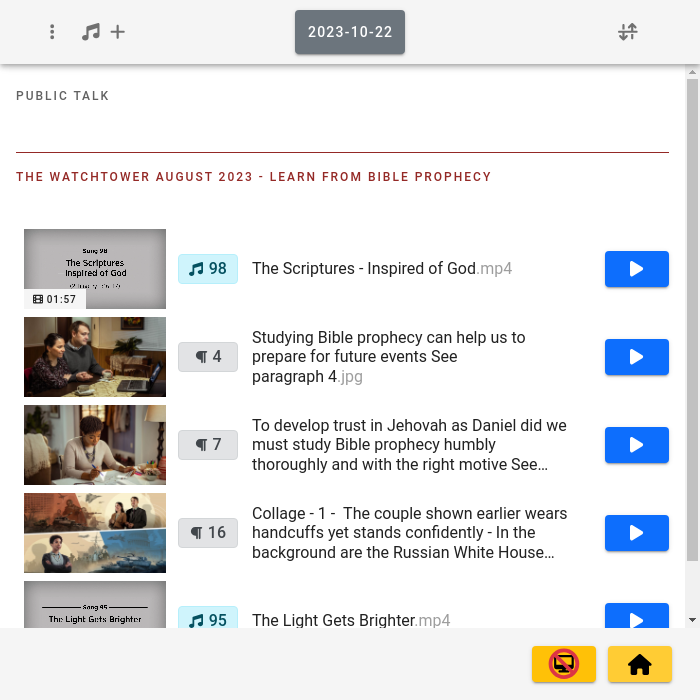 2023-10-22
PUBLIC TALK
THE WATCHTOWER AUGUST 2023 - LEARN FROM BIBLE PROPHECY
Song 98
The Scriptures
Inspired of God
01:57
98
The Scriptures - Inspired of God.mp4
¶ 4
Studying Bible prophecy can help us to
prepare for future events See
paragraph 4.jpg
¶ 7
To develop trust in Jehovah as Daniel did we
must study Bible prophecy humbly
thoroughly and with the right motive See…
¶ 16
Collage - 1 - The couple shown earlier wears
handcuffs yet stands confidently - In the
background are the Russian White House…
Song 95
The Light Gets Brighter
95
The Light Gets Brighter.mp4